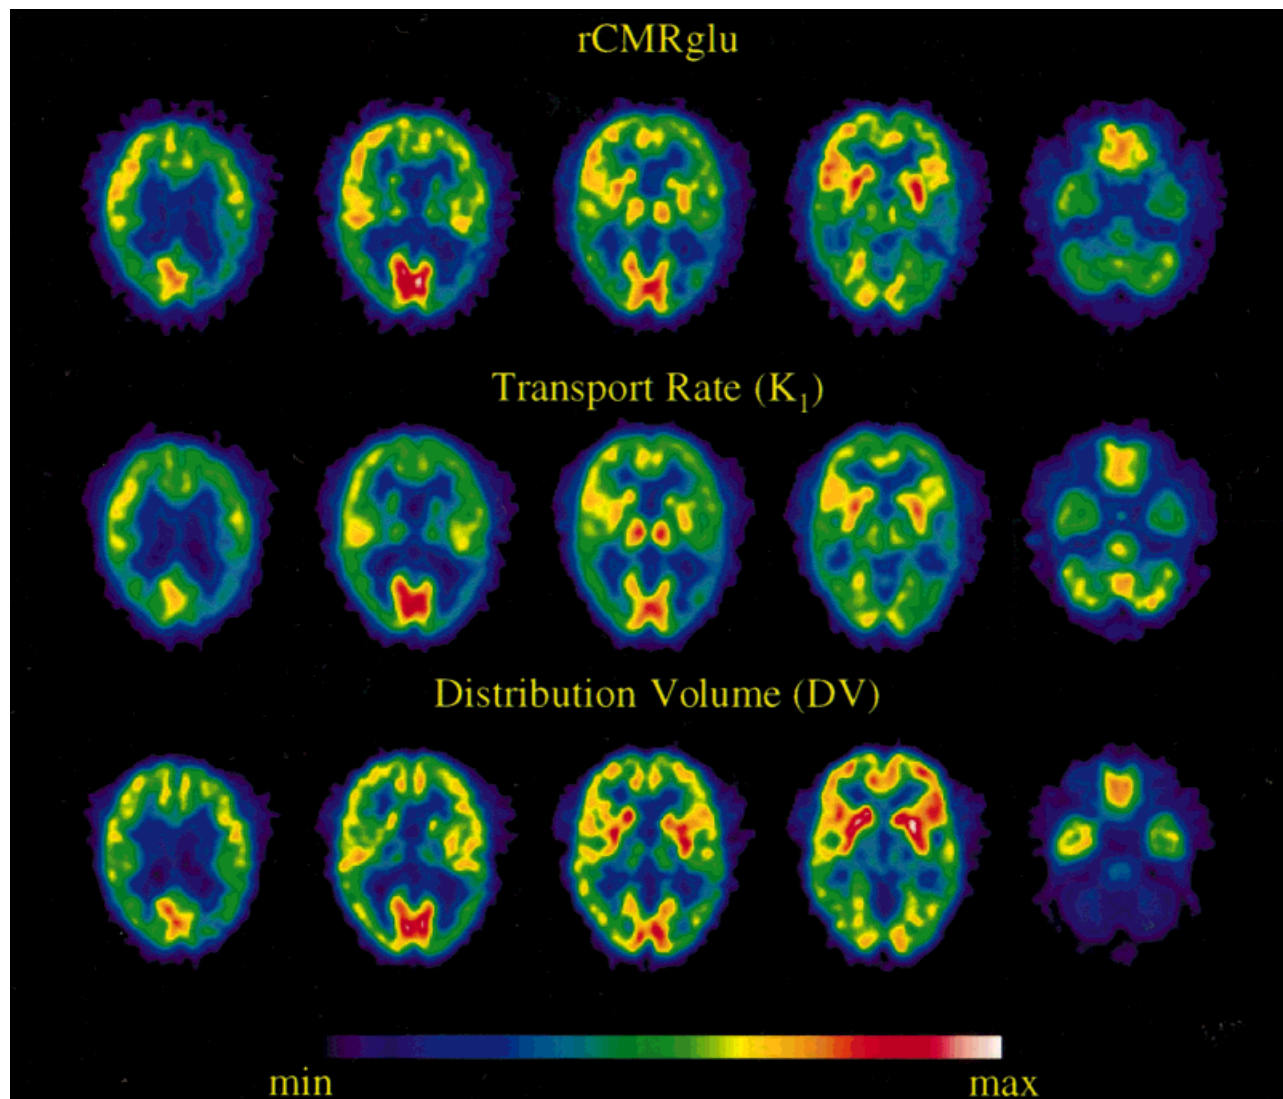 rCMRglu
Transport Rate (K₁)
Distribution Volume (DV)
min max